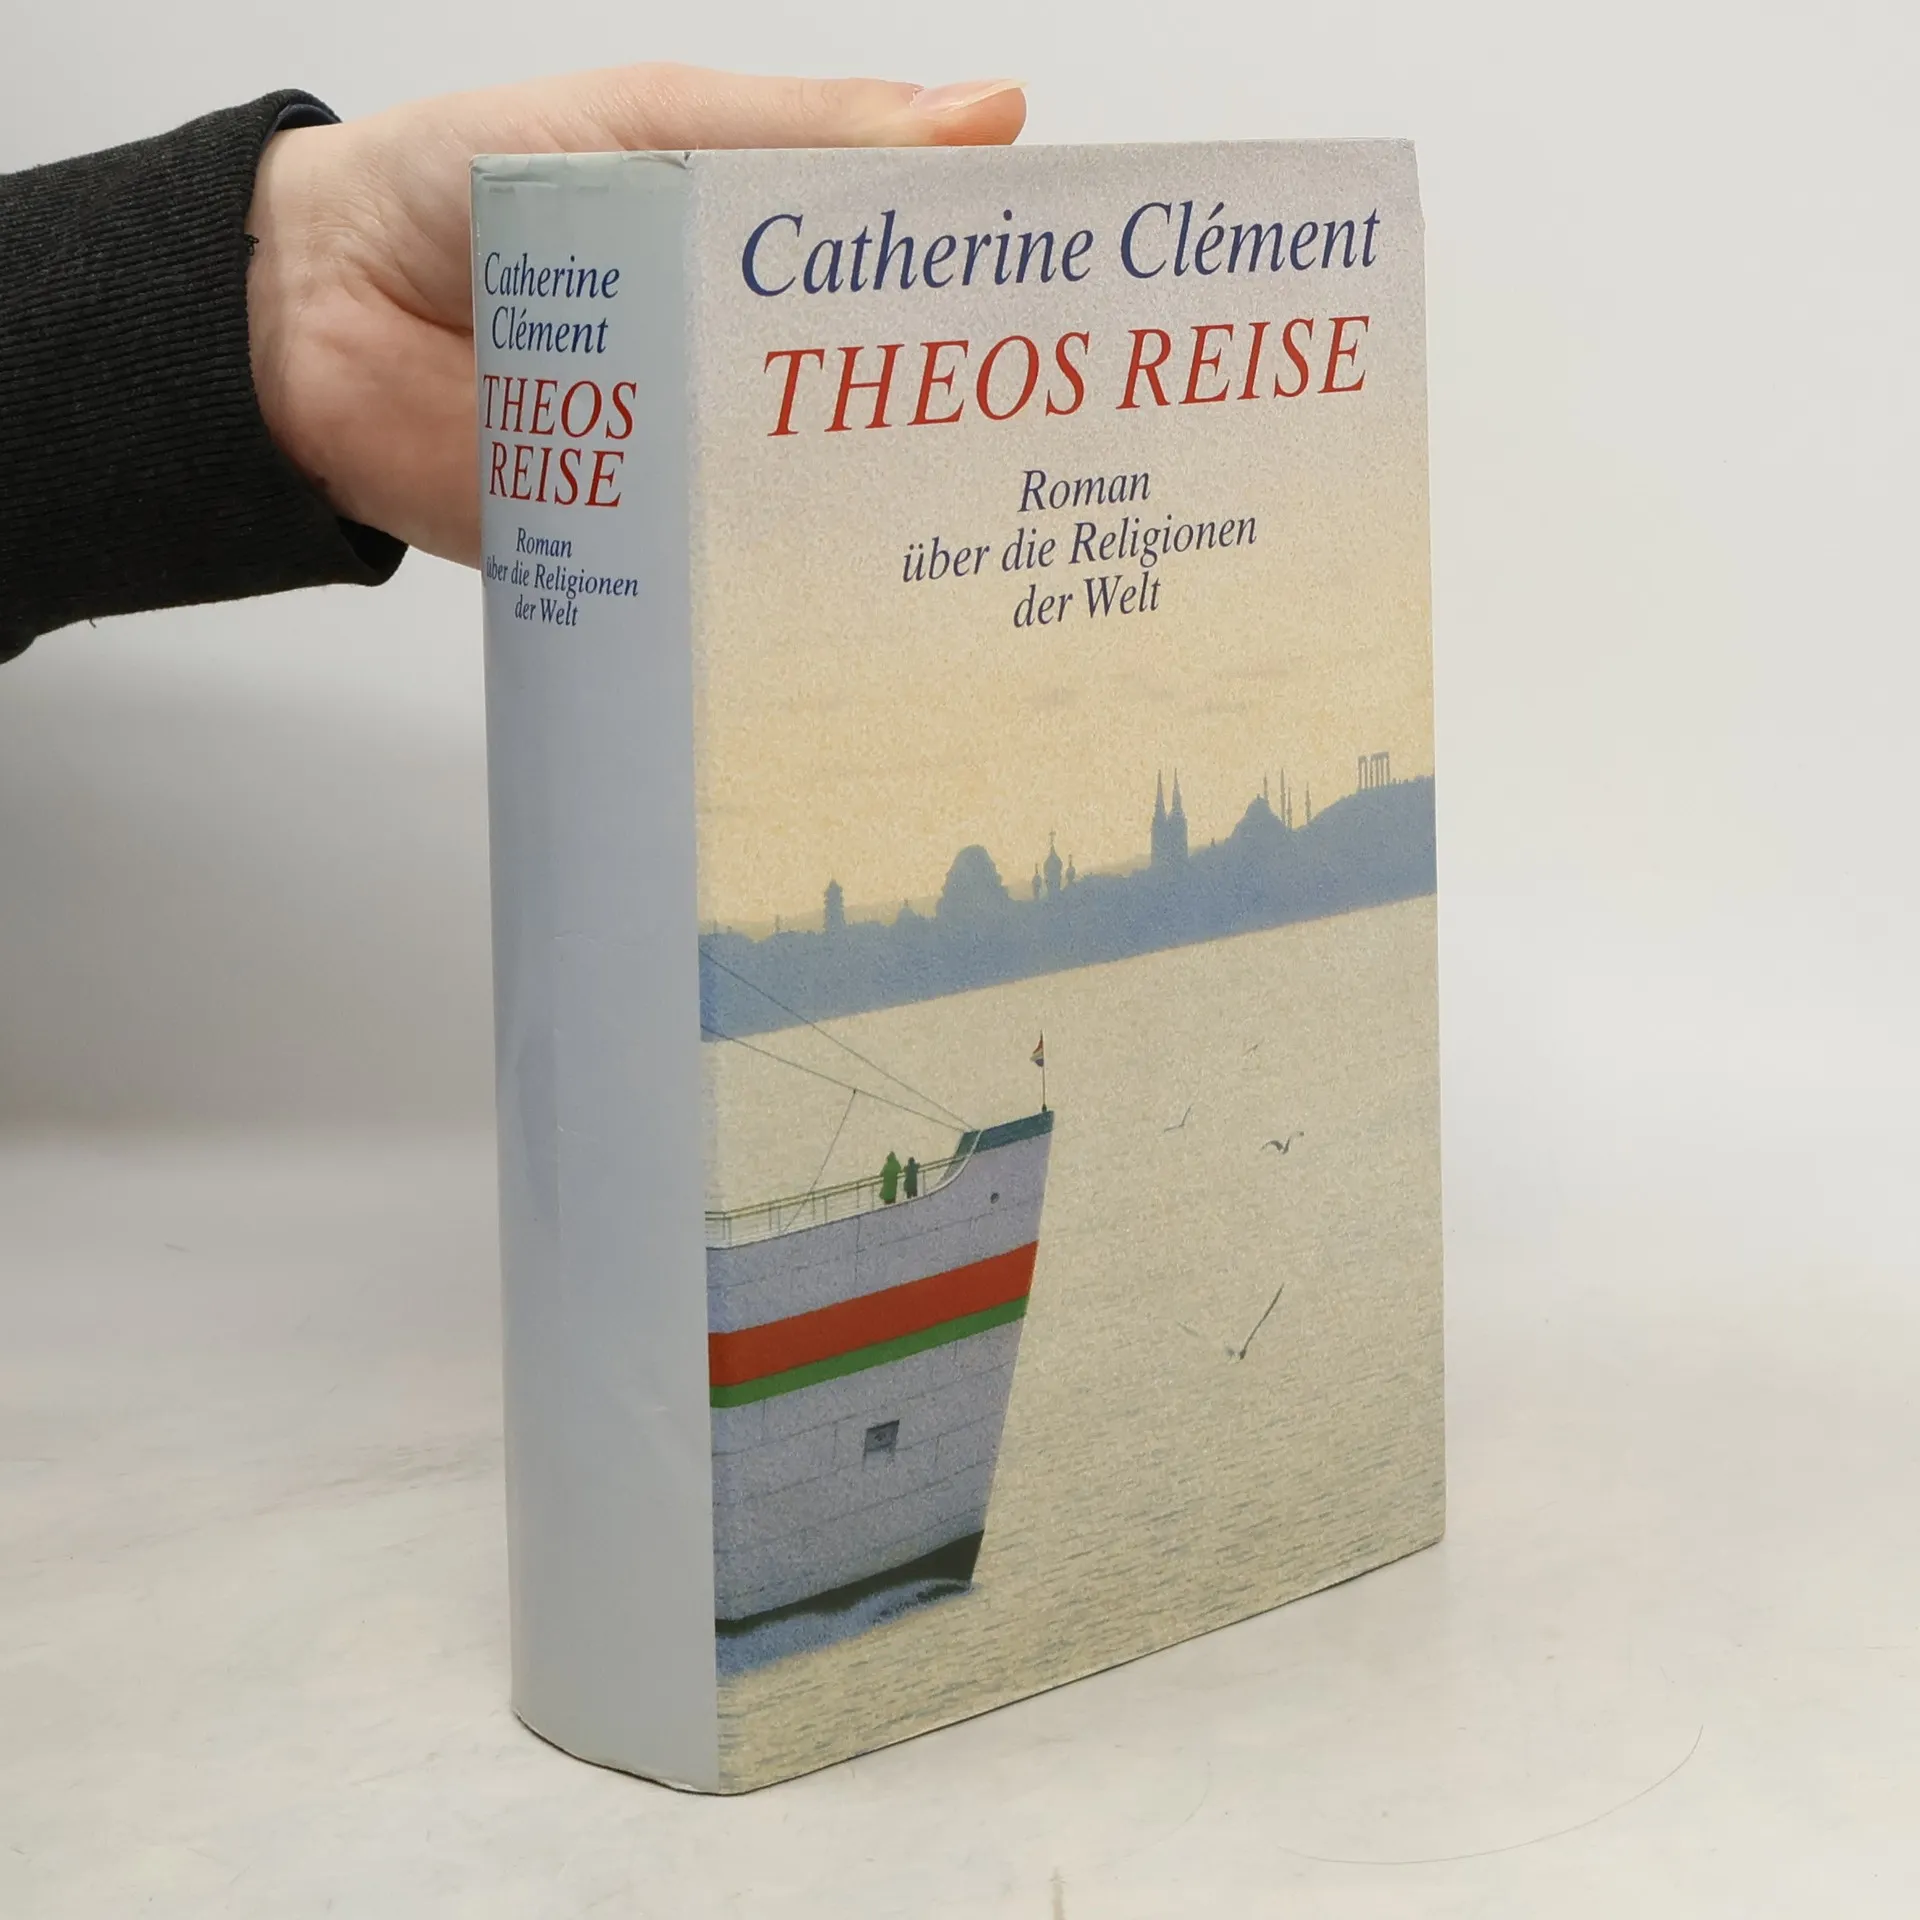 Catherine
Clément
THEOS
REISE
Roman
über die Religionen
der Welt
Catherine Clément
THEOS REISE
Roman
über die Religionen
der Welt